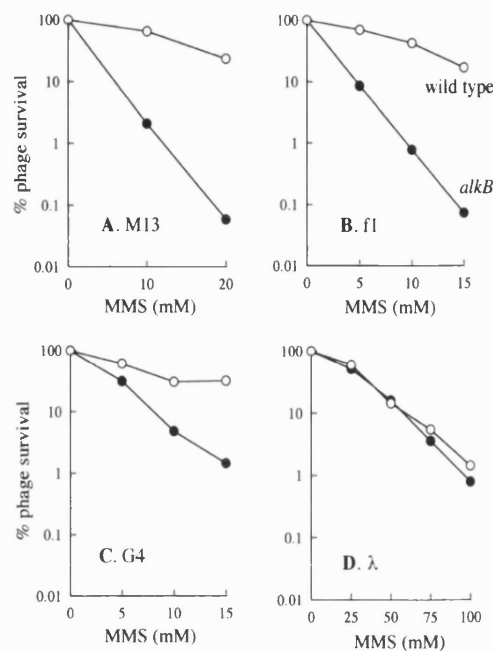 100
10
1
0.1
0.01
% phage survival
A. M13
0 10 20
MMS (mM)
100
10
1
0.1
0.01
wild type
alkB
B. f1
0 5 10 15
MMS (mM)
100
10
1
0.1
0.01
% phage survival
C. G4
0 5 10 15
MMS (mM)
100
10
1
0.1
0.01
D. λ
0 25 50 75 100
MMS (mM)